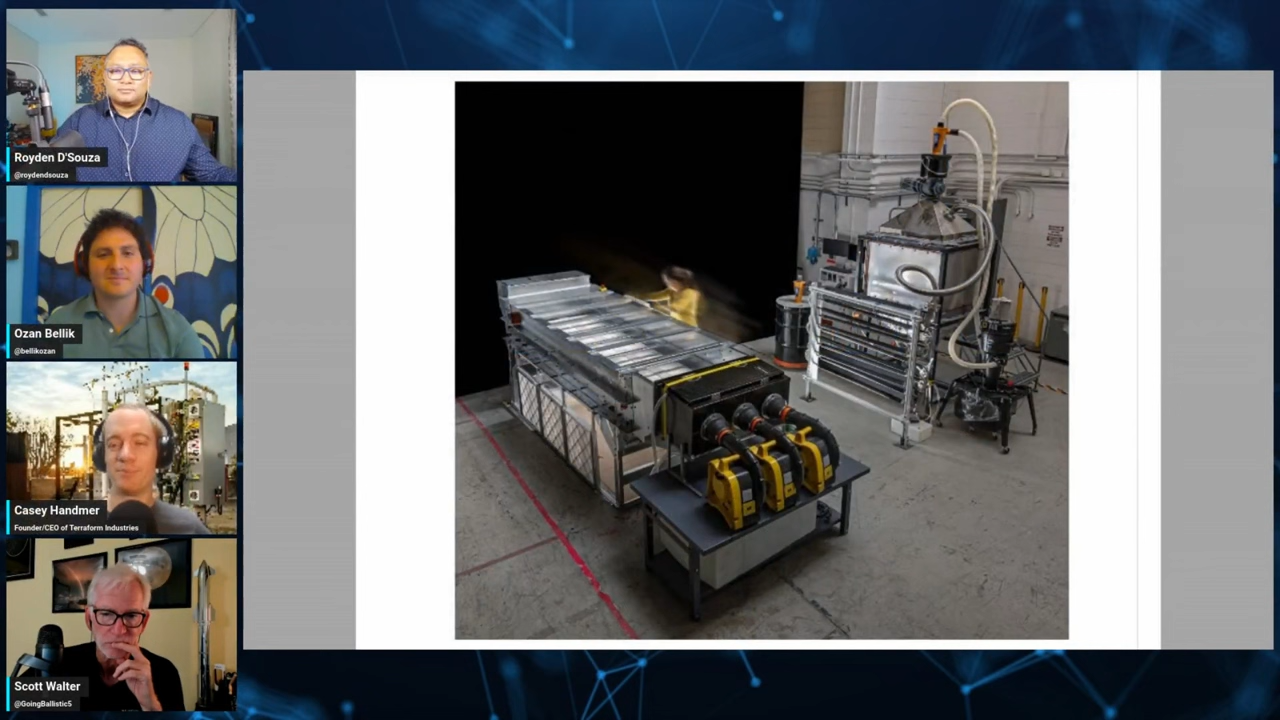 Royden D'Souza
@roydendsouza
Ozan Bellik
@bellikozan
Casey Handmer
Founder/CEO of Terraform Industries
Scott Walter
@GoingBallistic5